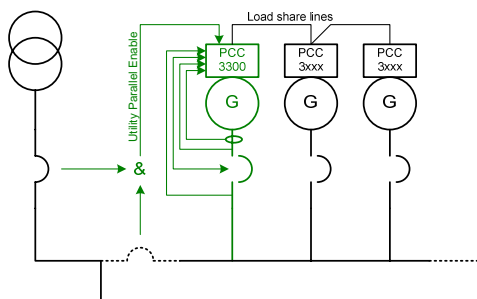 Load share lines
PCC
3300
PCC
3xxx
PCC
3xxx
G
G
G
Utility Parallel Enable
&